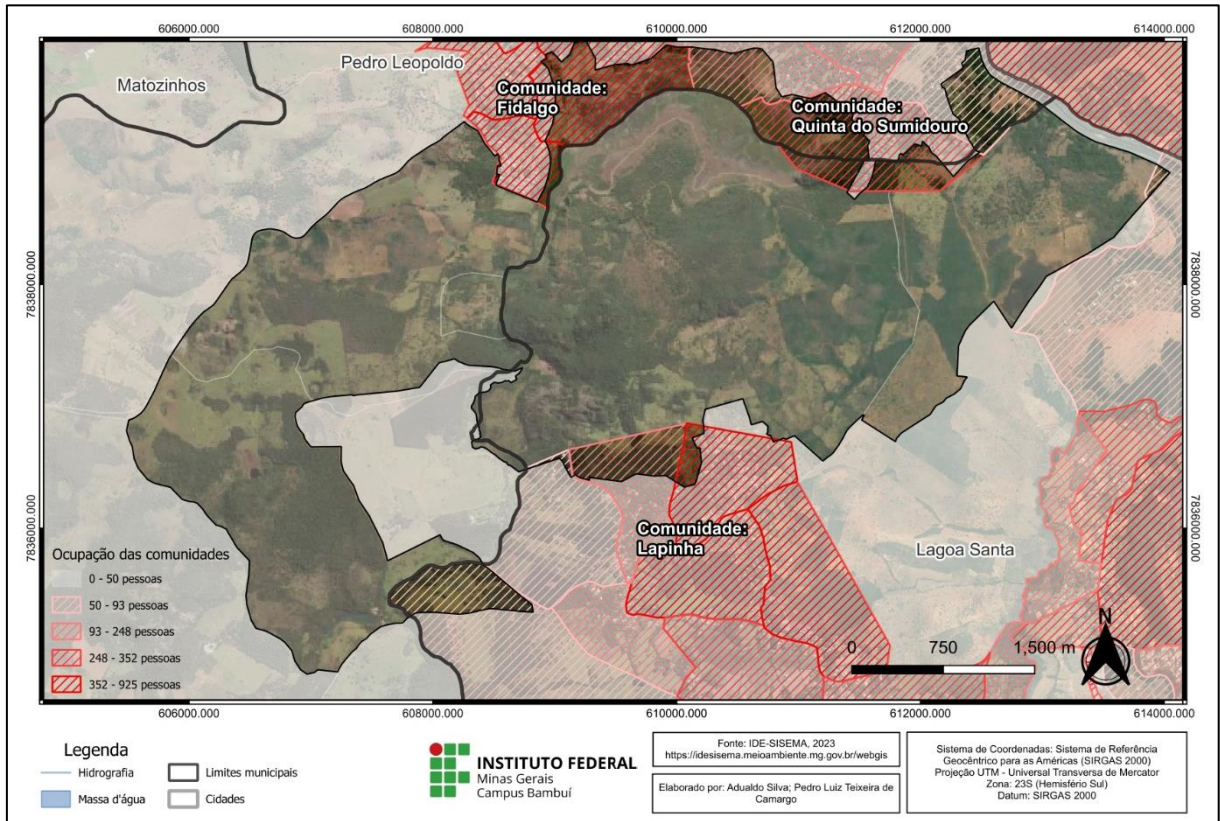 606000.000
608000.000
610000.000
612000.000
614000.000
Matozinhos
Pedro Leopoldo
Comunidade:
Fidalgo
Comunidade:
Quinta do Sumidouro
7838000.000
7838000.000
7836000.000
7836000.000
Comunidade:
Lapinha
Lagoa Santa
Ocupação das comunidades
0 - 50 pessoas
50 - 93 pessoas
93 - 248 pessoas
248 - 352 pessoas
352 - 925 pessoas
N
0 750 1,500 m
606000.000
608000.000
610000.000
612000.000
614000.000
Legenda
Hidrografia
Limites municipais
Massa d'água
Cidades
INSTITUTO FEDERAL
Minas Gerais
Campus Bambuí
Fonte: IDE-SISEMA, 2023
https://idesisema.meioambiente.mg.gov.br/webgis
Elaborado por: Adualdo Silva; Pedro Luiz Teixeira de
Camargo
Sistema de Coordenadas: Sistema de Referência
Geocêntrico para as Américas (SIRGAS 2000)
Projeção UTM - Universal Transversa de Mercator
Zona: 23S (Hemisfério Sul)
Datum: SIRGAS 2000